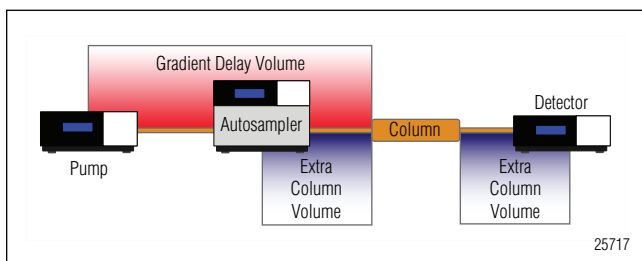 Gradient Delay Volume
Detector
Autosampler
Column
Pump
Extra
Column
Volume
Extra
Column
Volume
25717